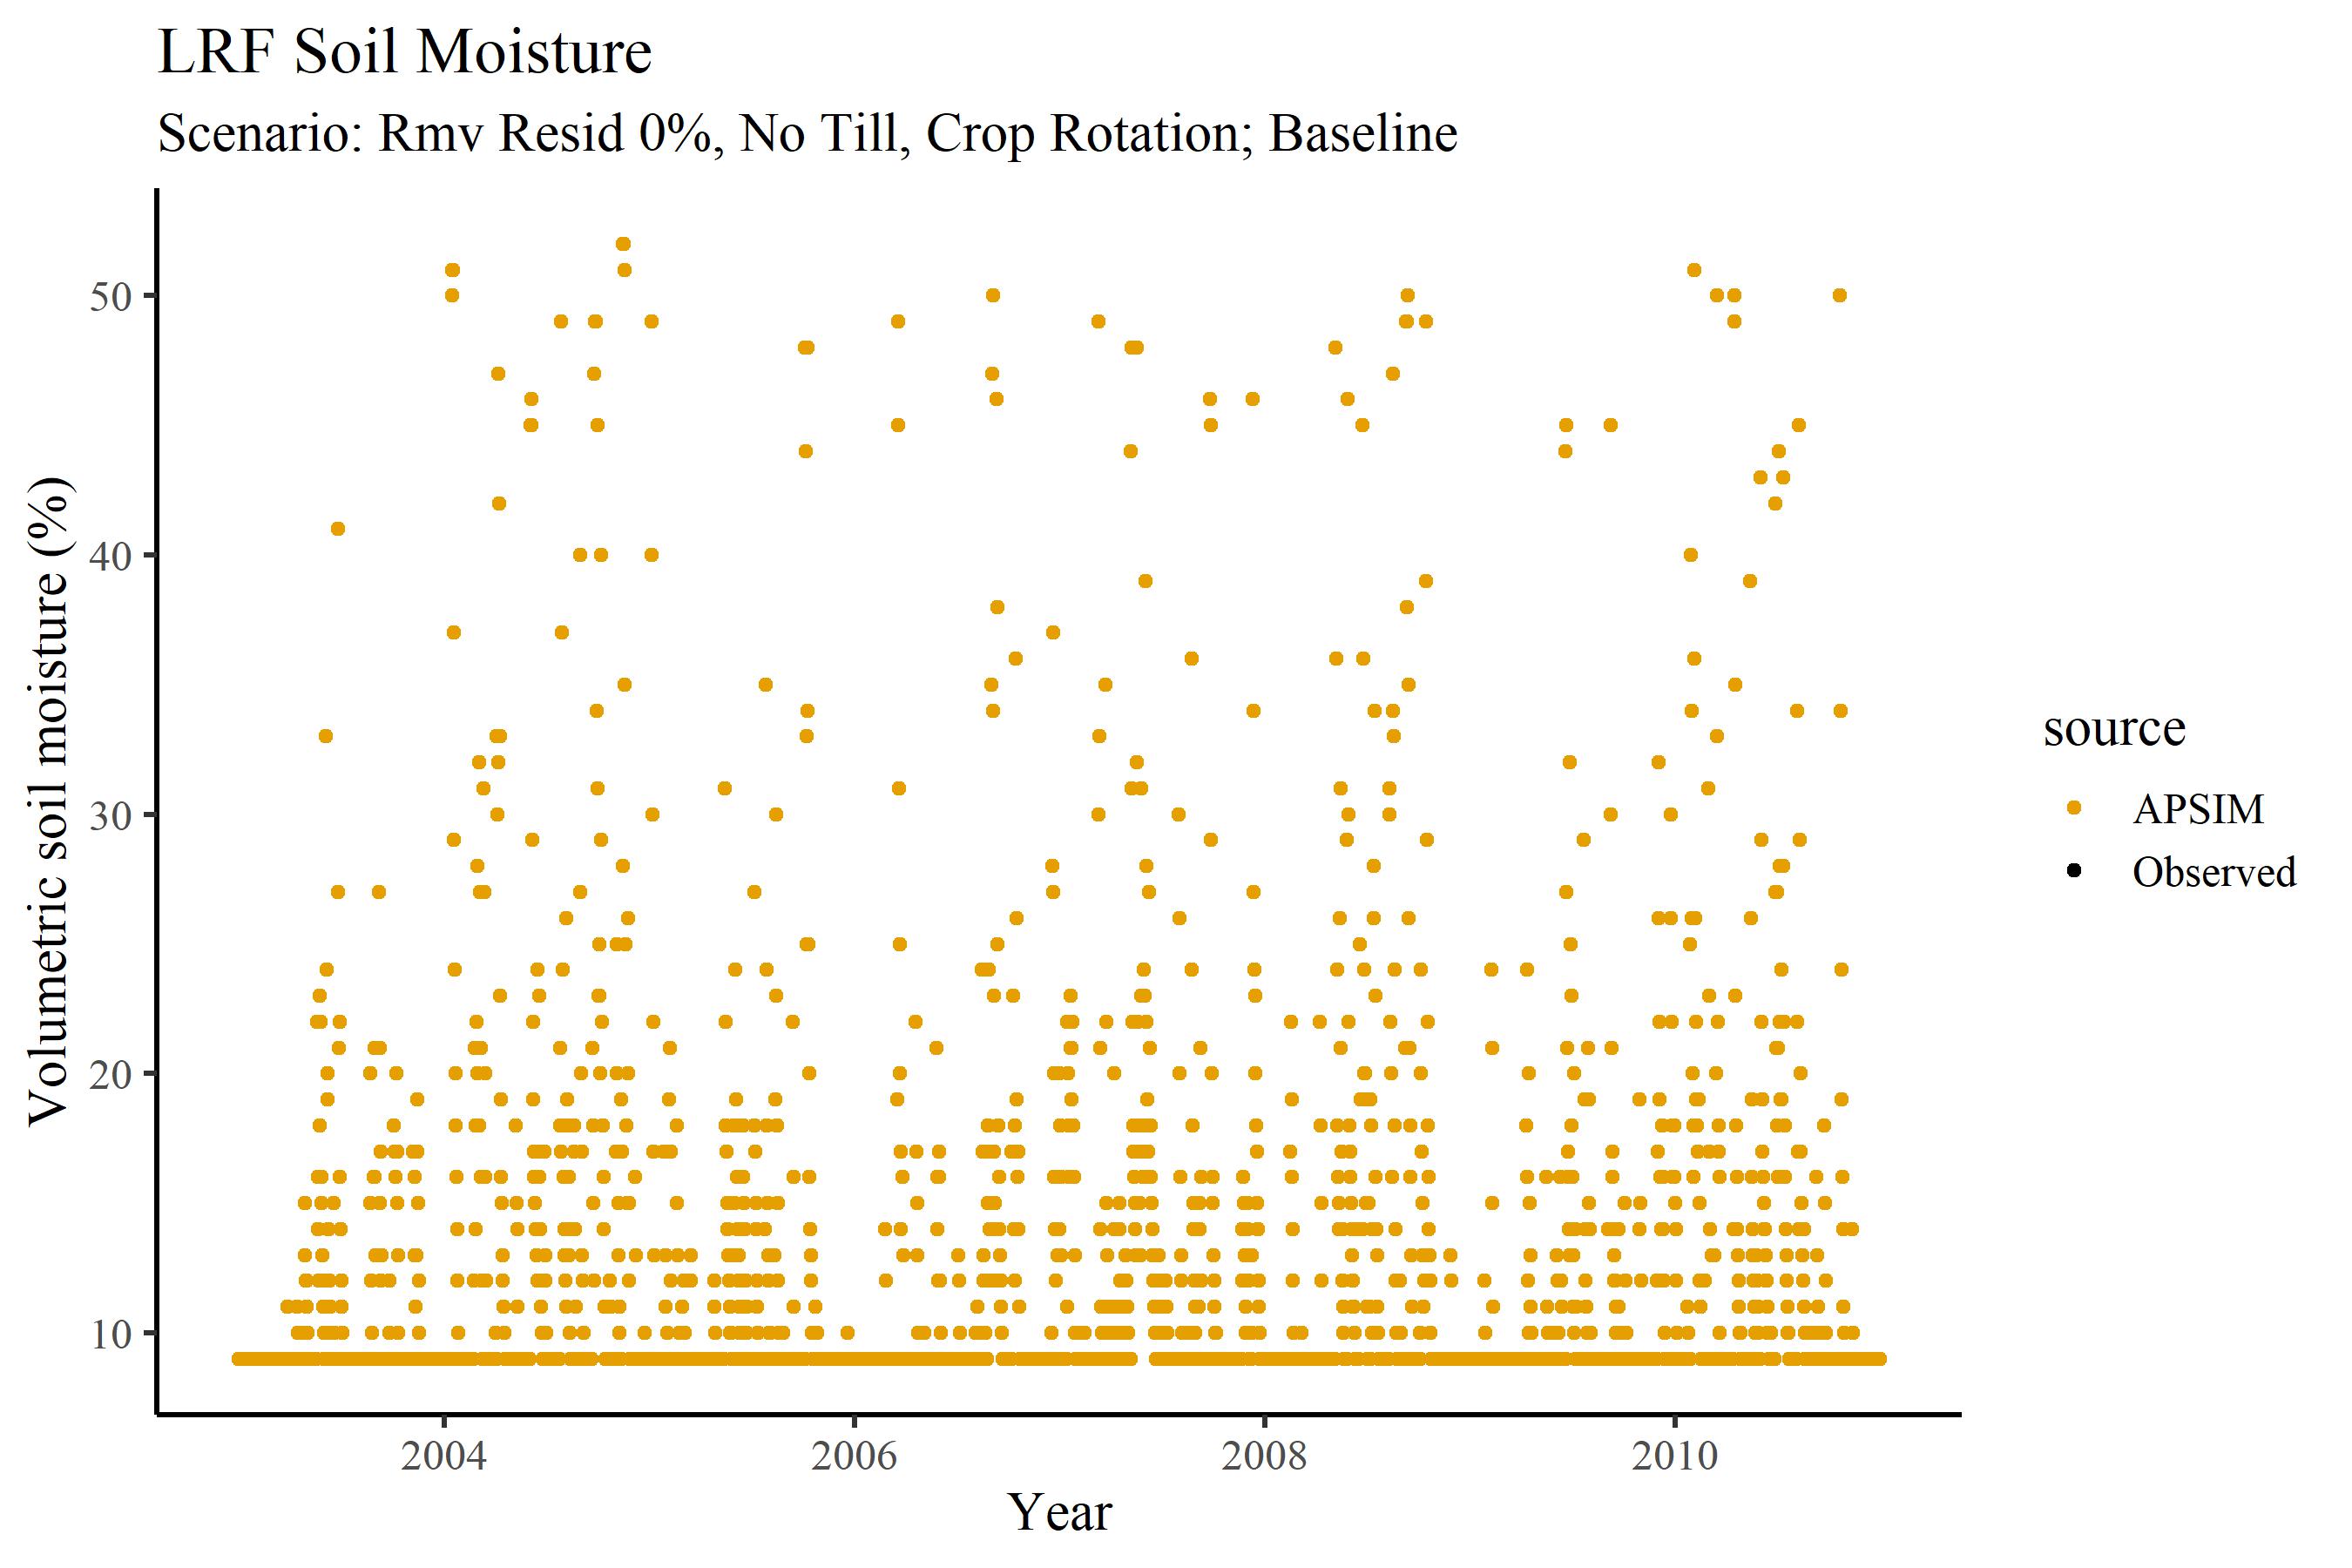 LRF Soil Moisture
Scenario: Rmv Resid 0%, No Till, Crop Rotation; Baseline
Volumetric soil moisture (%)
50
40
30
20
10
2004
2006
2008
2010
Year
source
APSIM
Observed